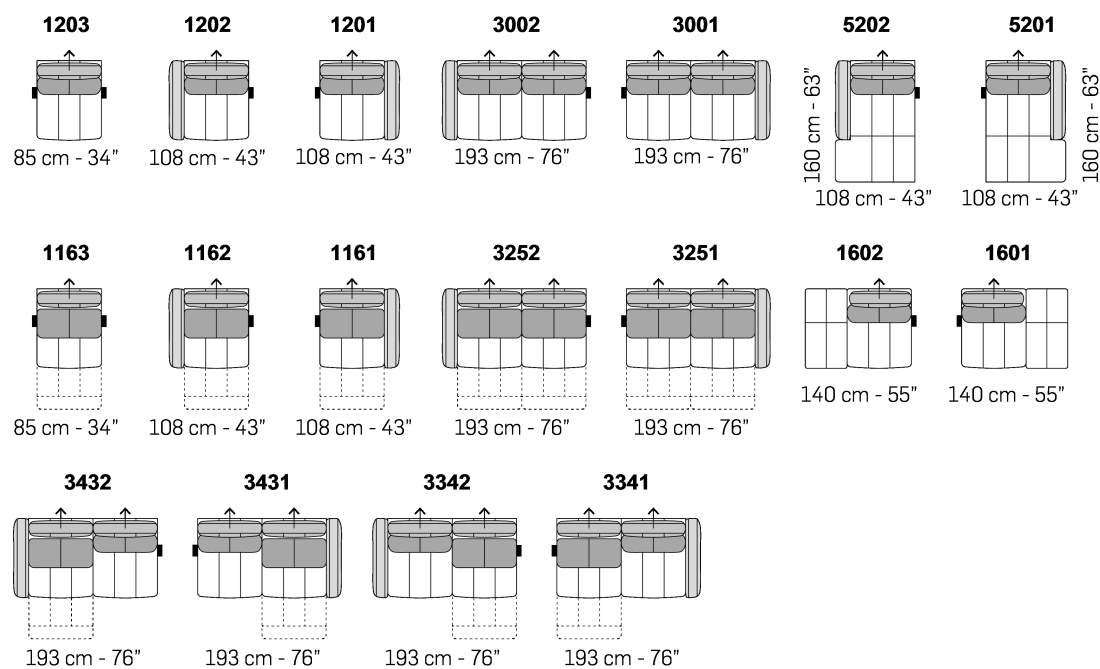 1203 1202 1201 3002 3001 5202 5201
160 cm - 63”
160 cm - 63”
85 cm - 34” 108 cm - 43” 108 cm - 43” 193 cm - 76” 193 cm - 76”
108 cm - 43” 108 cm - 43”
1163 1162 1161 3252 3251 1602 1601
140 cm - 55” 140 cm - 55”
85 cm - 34” 108 cm - 43” 108 cm - 43” 193 cm - 76” 193 cm - 76”
3432 3431 3342 3341
193 cm - 76” 193 cm - 76” 193 cm - 76” 193 cm - 76”